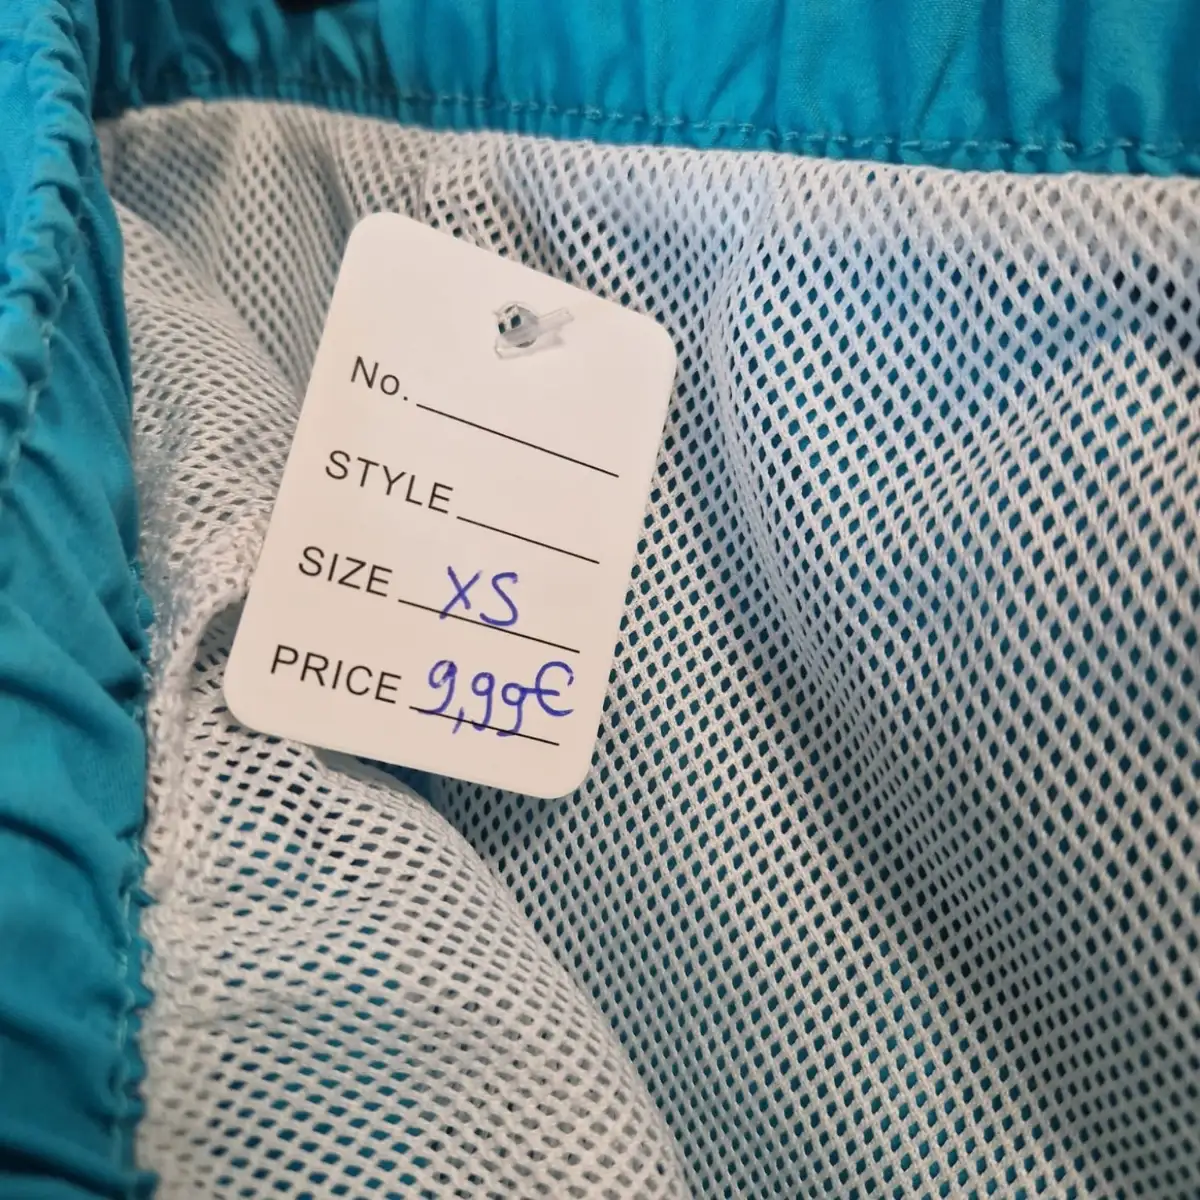 No.
STYLE
SIZE XS
PRICE 9,99€